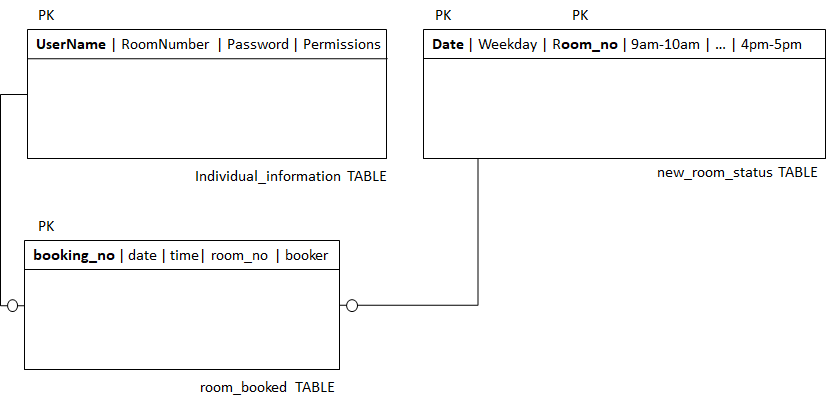 PK
UserName | RoomNumber | Password | Permissions
Individual_information TABLE
PK PK
Date | Weekday | Room_no | 9am-10am | ... | 4pm-5pm
new_room_status TABLE
PK
booking_no | date | time| room_no | booker
room_booked TABLE